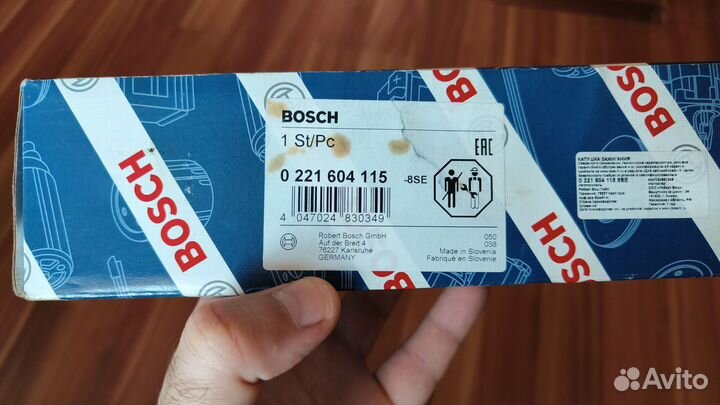 BOSCH
BOSCH
BOSCH
BOSCH
BOSCH
1 St/Pc
EAC
0 221 604 115 -8SE
4 047024 830349
Robert Bosch GmbH
Auf der Breit 4
76227 Karlsruhe
GERMANY
050
038
Made in Slovenia
Fabriqué en Slovénie
КАТУШКА ЗАЖИГАНИЯ
0 221 604 115 8SE
Avito